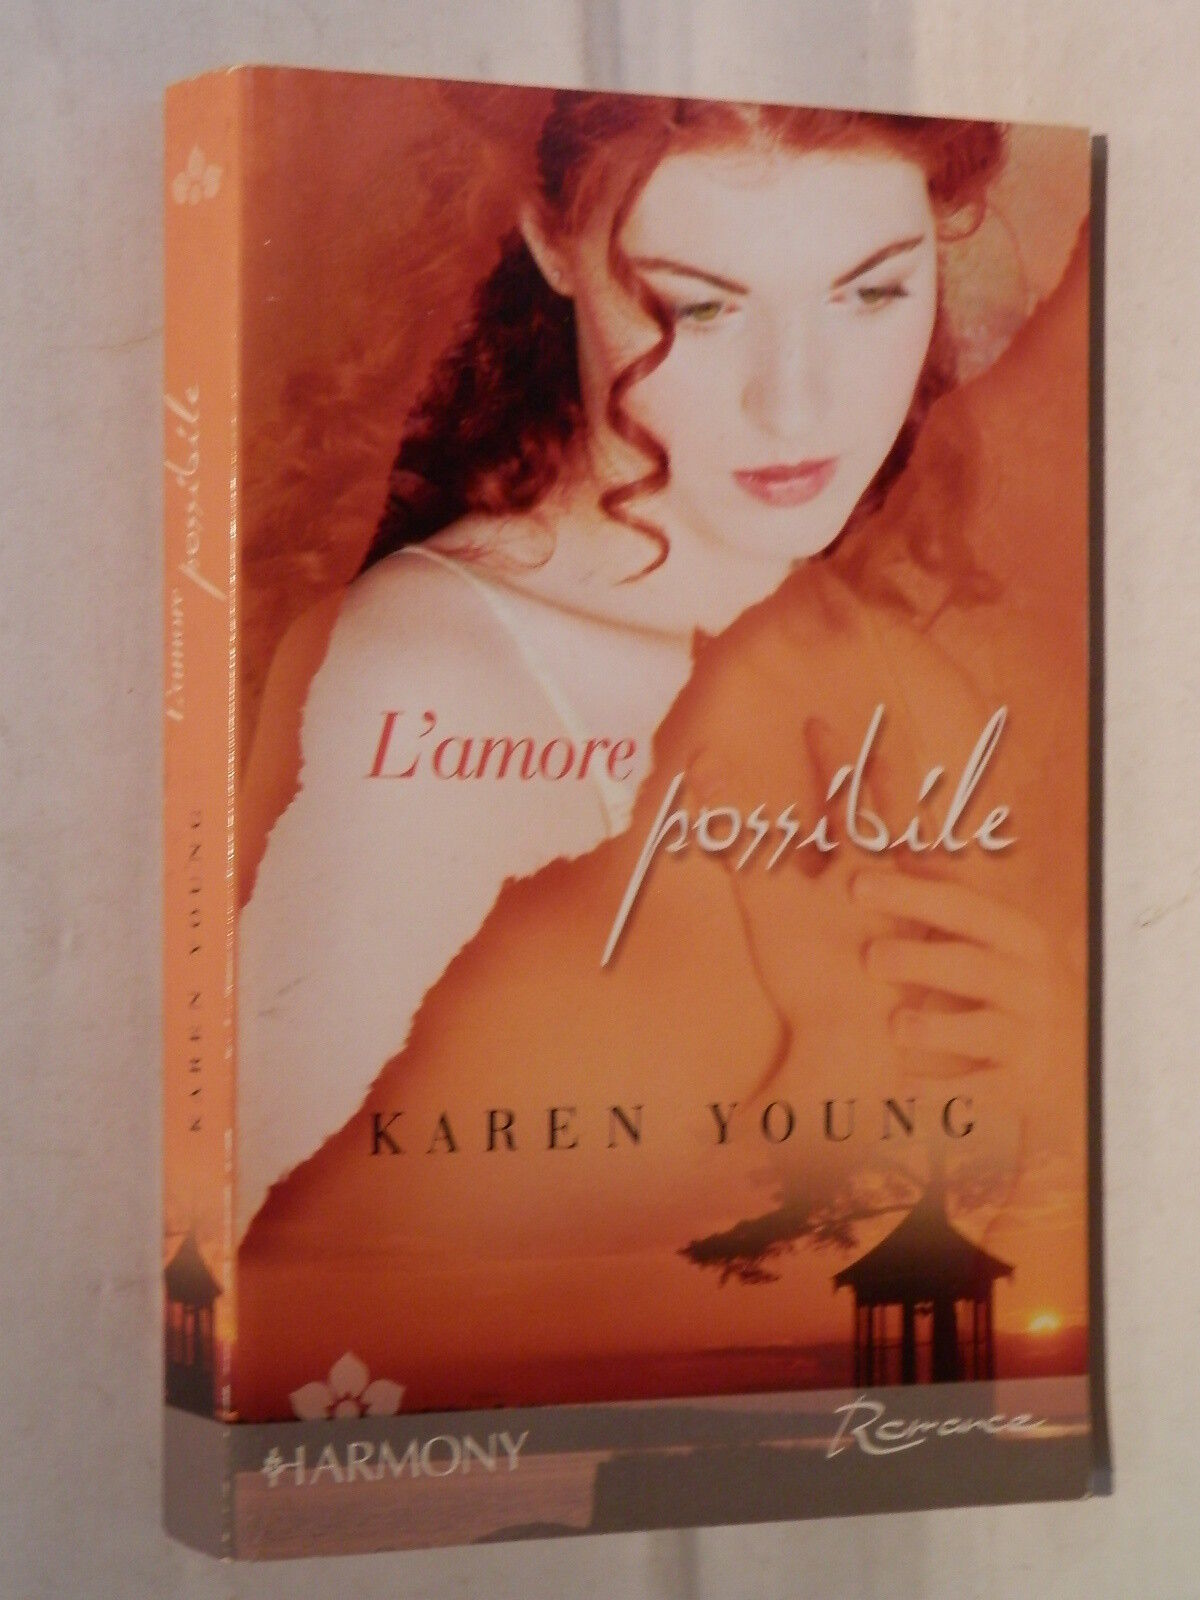 L'amore possibile
KAREN YOUNG
L'amore
possibile
KAREN YOUNG
HARMONY
Romance